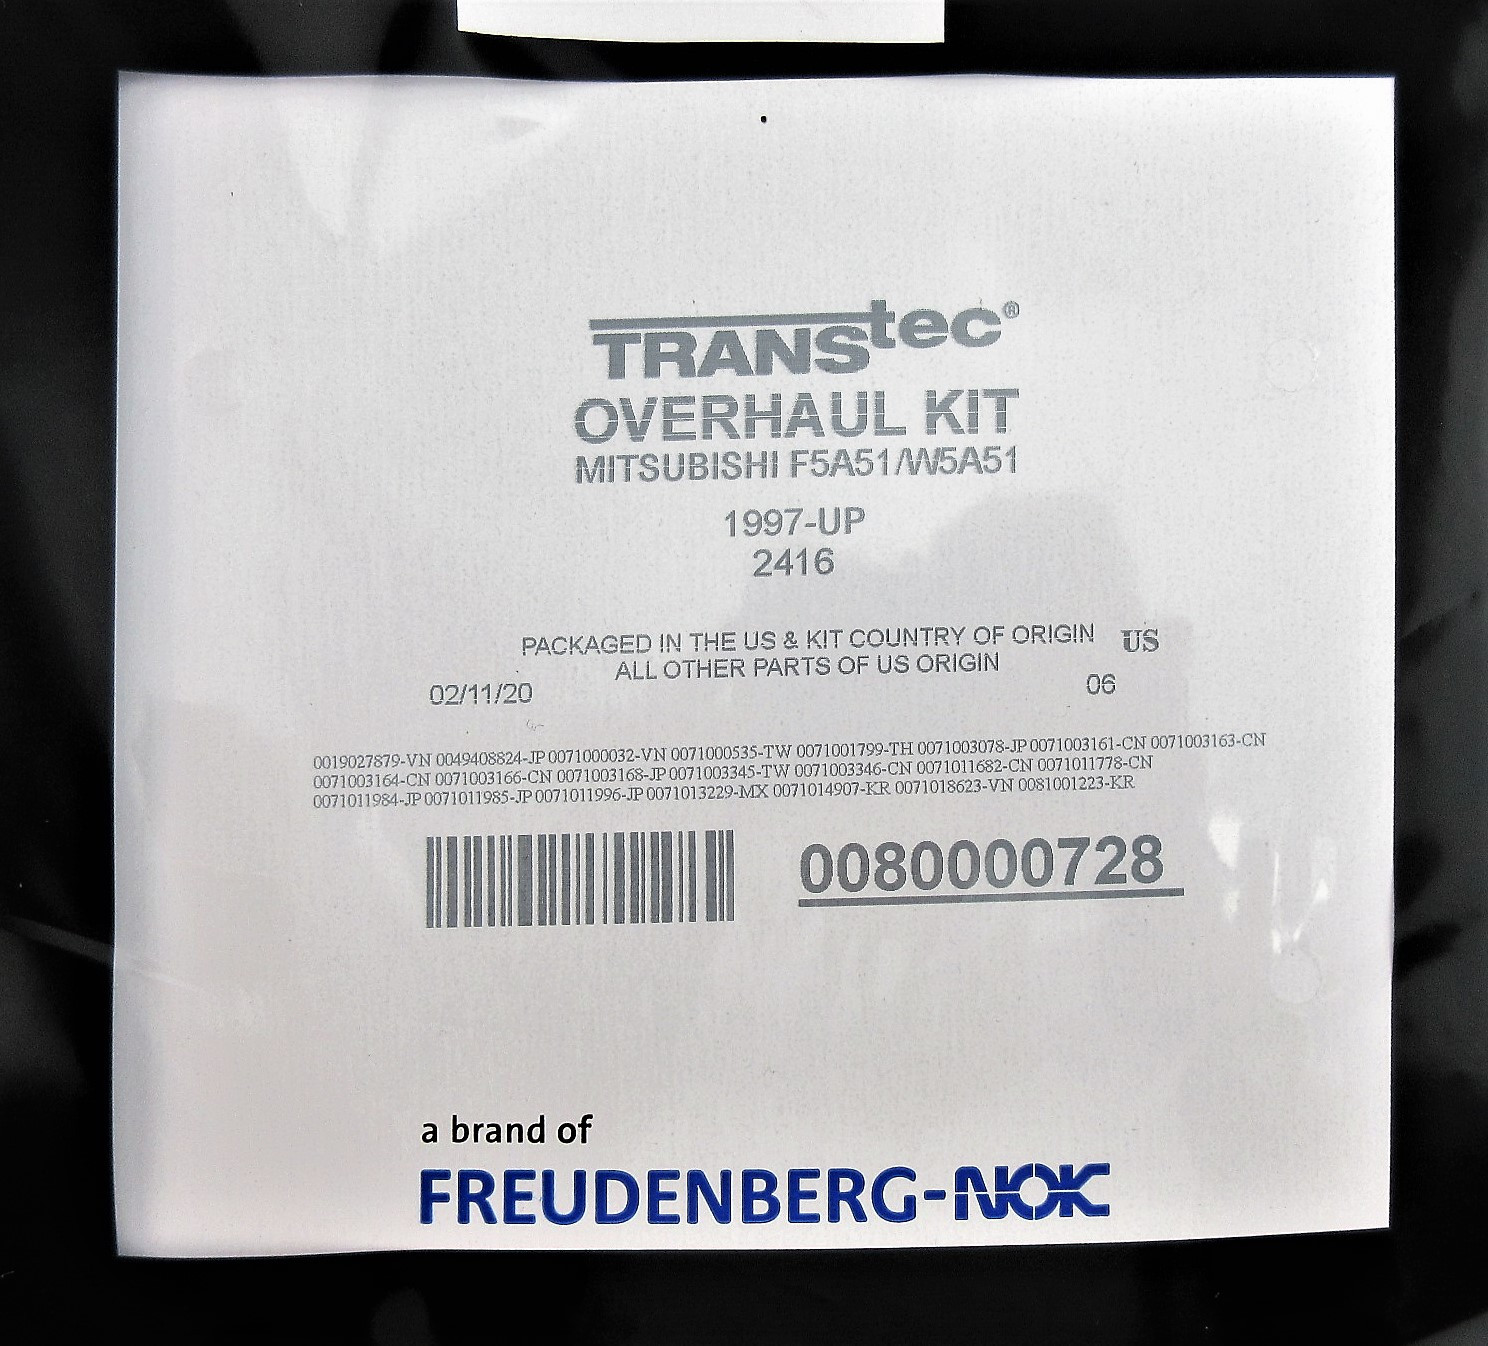 TRANStec®
OVERHAUL KIT
MITSUBISHI F5A51/W5A51
1997-UP
2416
PACKAGED IN THE US & KIT COUNTRY OF ORIGIN US
ALL OTHER PARTS OF US ORIGIN
02/11/20 06
0019027879-VN 0049408824-JP 0071000032-VN 0071000535-TW 0071001799-TH 0071003078-JP 0071003161-CN 0071003163-CN
0071003164-CN 0071003166-CN 0071003168-JP 0071003345-TW 0071003346-CN 0071011682-CN 0071011778-CN
0071011984-JP 0071011985-JP 0071011996-JP 0071013229-MX 0071014907-KR 0071018623-VN 0081001223-KR
0080000728
a brand of
FREUDENBERG-NOK